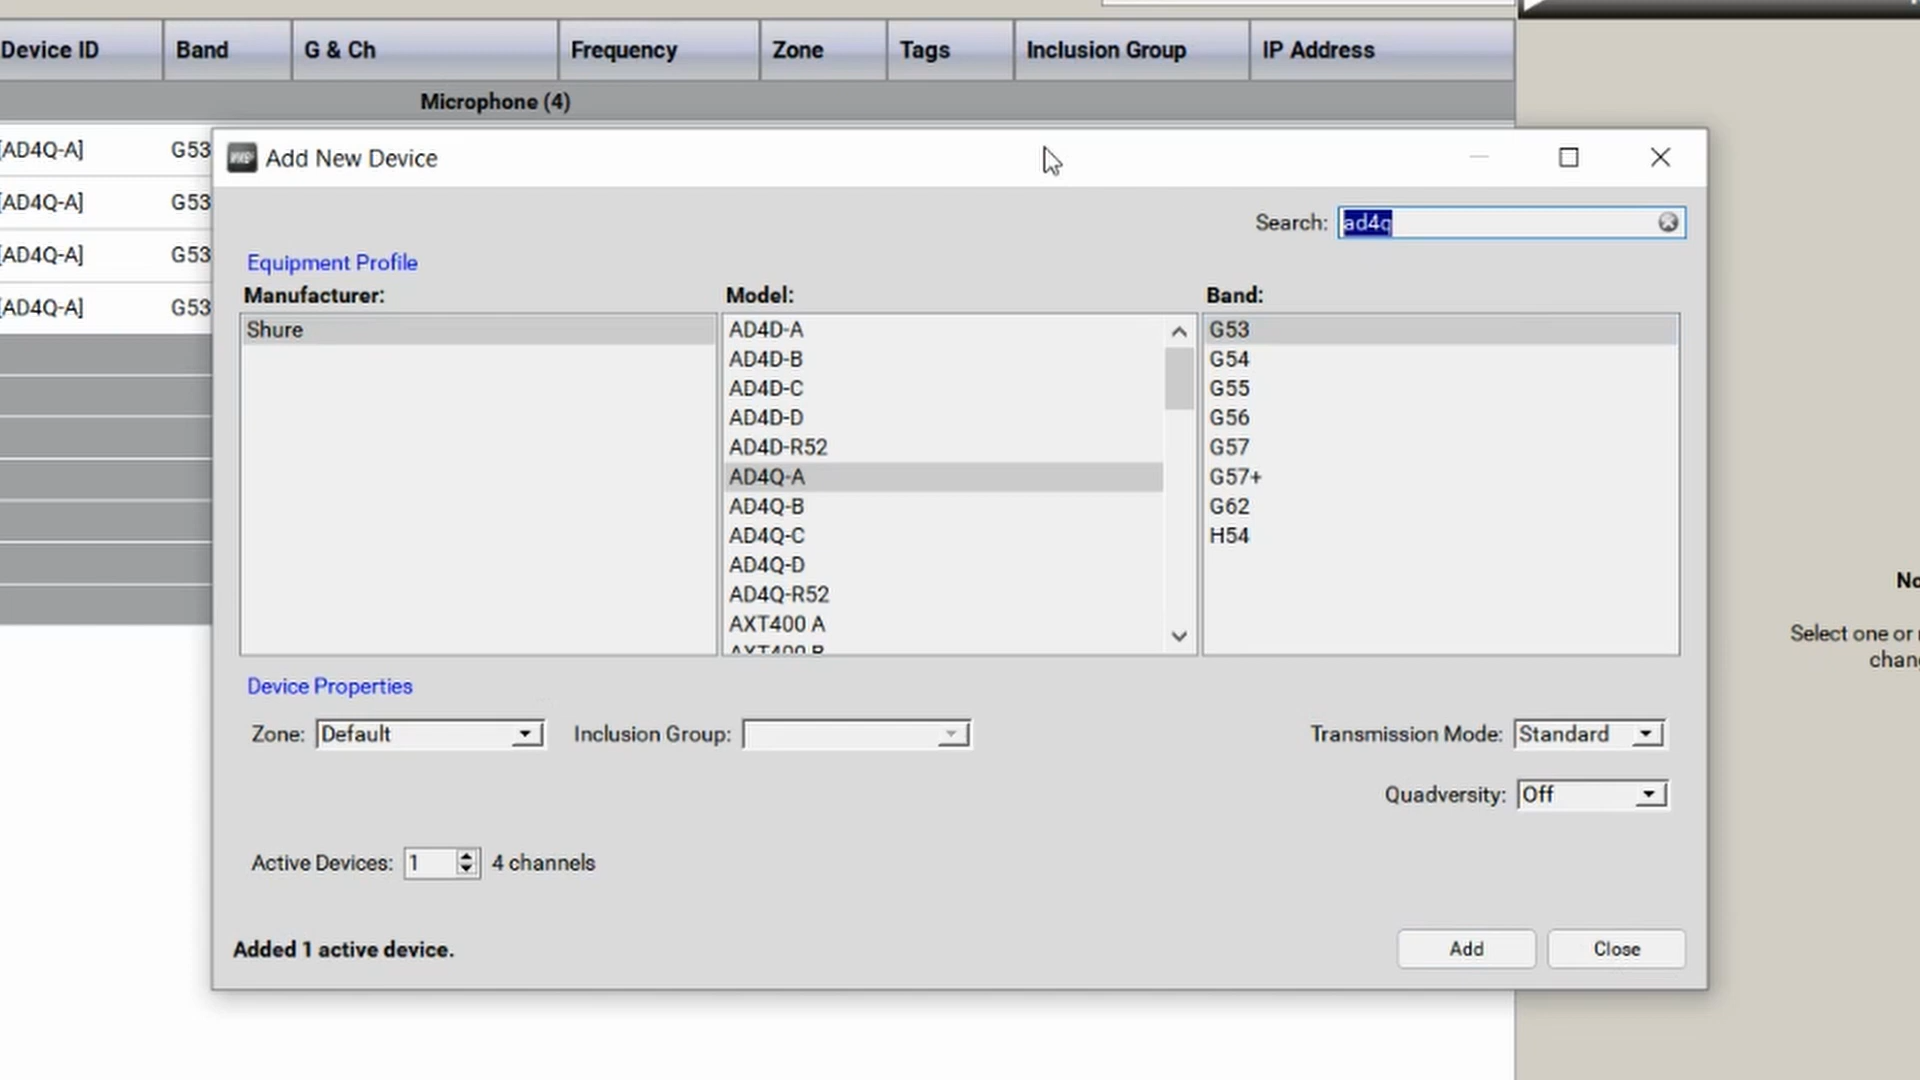 Device ID Band G & Ch Frequency Zone Tags Inclusion Group IP Address
Microphone (4)
[AD4Q-A] G53
[AD4Q-A] G53
[AD4Q-A] G53
[AD4Q-A] G53
Add New Device
Search: ad4q
Equipment Profile
Manufacturer: Model: Band:
Shure
AD4D-A
AD4D-B
AD4D-C
AD4D-D
AD4D-R52
AD4Q-A
AD4Q-B
AD4Q-C
AD4Q-D
AD4Q-R52
AXT400 A
AXT400 B
G53
G54
G55
G56
G57
G57+
G62
H54
Device Properties
Zone: Default Inclusion Group: Transmission Mode: Standard
Quadversity: Off
Active Devices: 1 4 channels
Added 1 active device. Add Close
Select one or